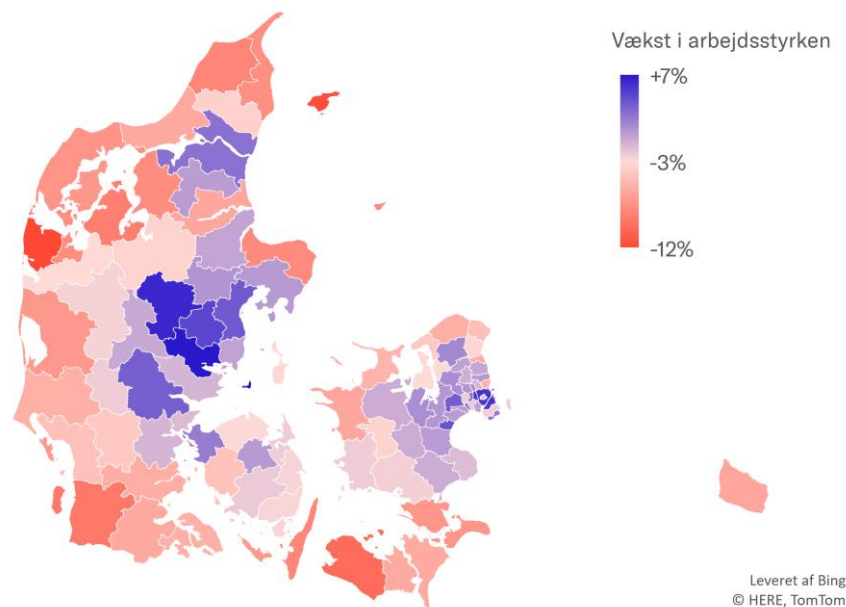 Vækst i arbejdsstyrken
+7%
-3%
-12%
Leveret af Bing
© HERE, TomTom